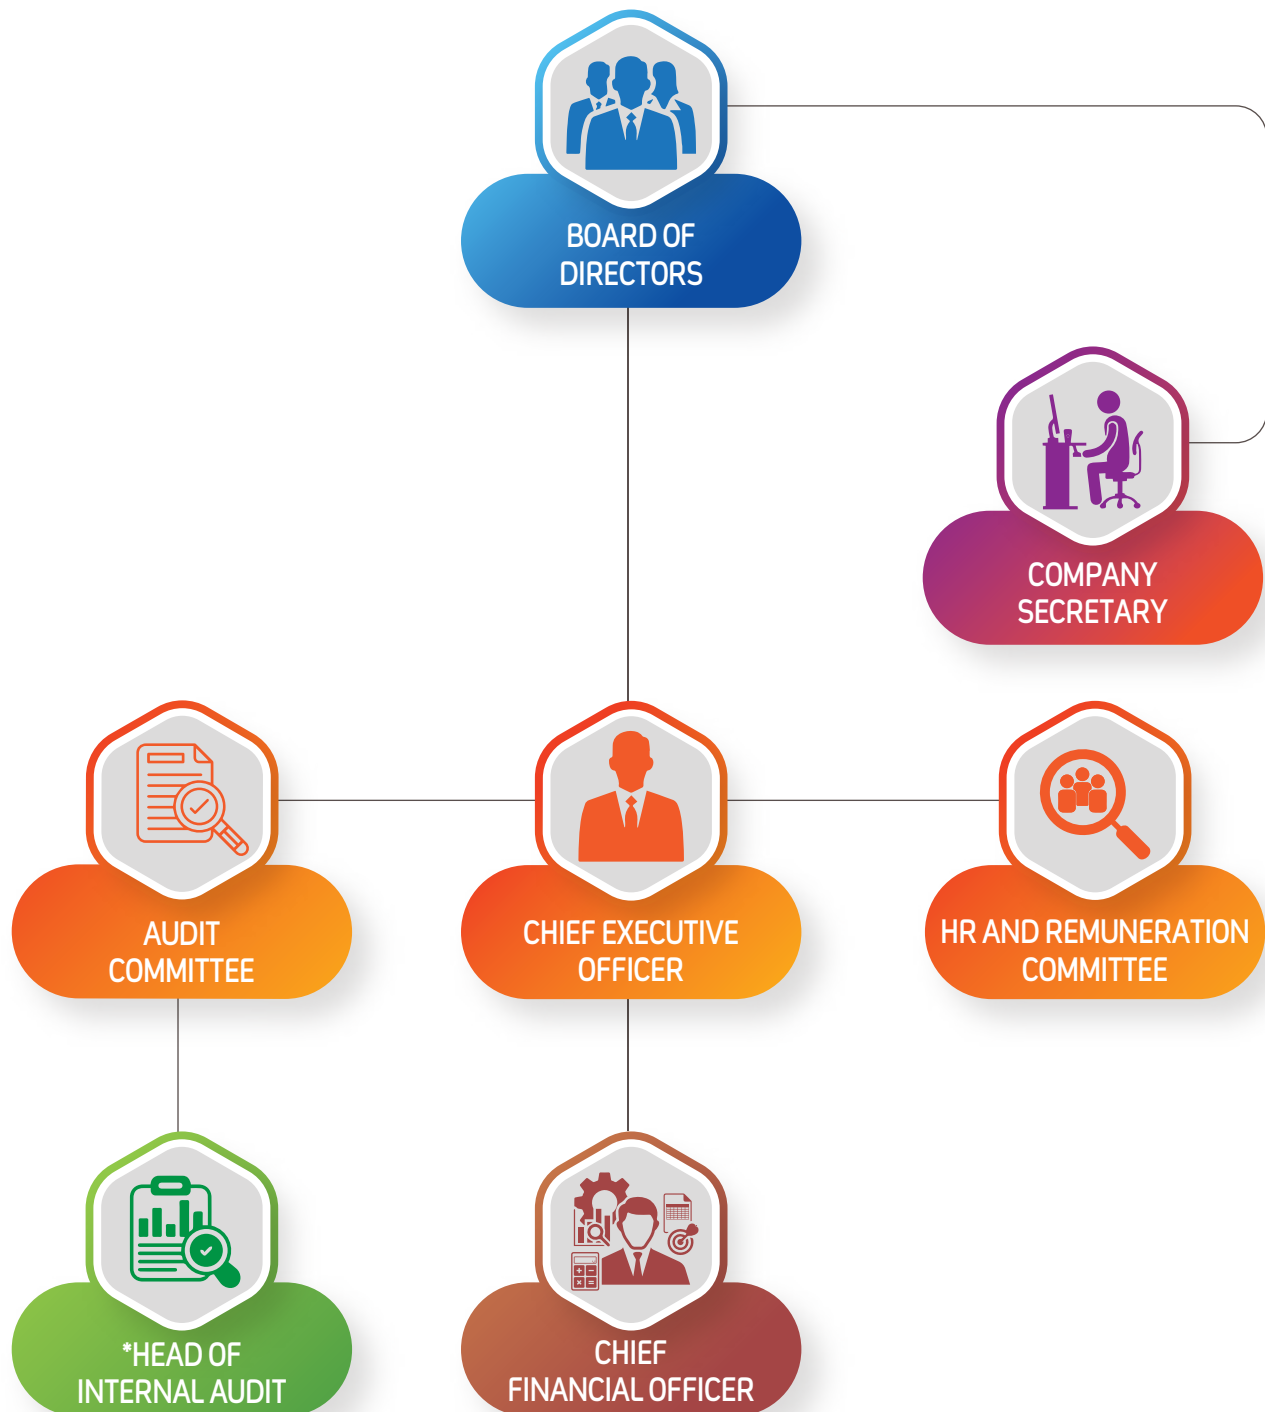 BOARD OF
DIRECTORS
COMPANY
SECRETARY
AUDIT
COMMITTEE
CHIEF EXECUTIVE
OFFICER
HR AND REMUNERATION
COMMITTEE
*HEAD OF
INTERNAL AUDIT
CHIEF
FINANCIAL OFFICER